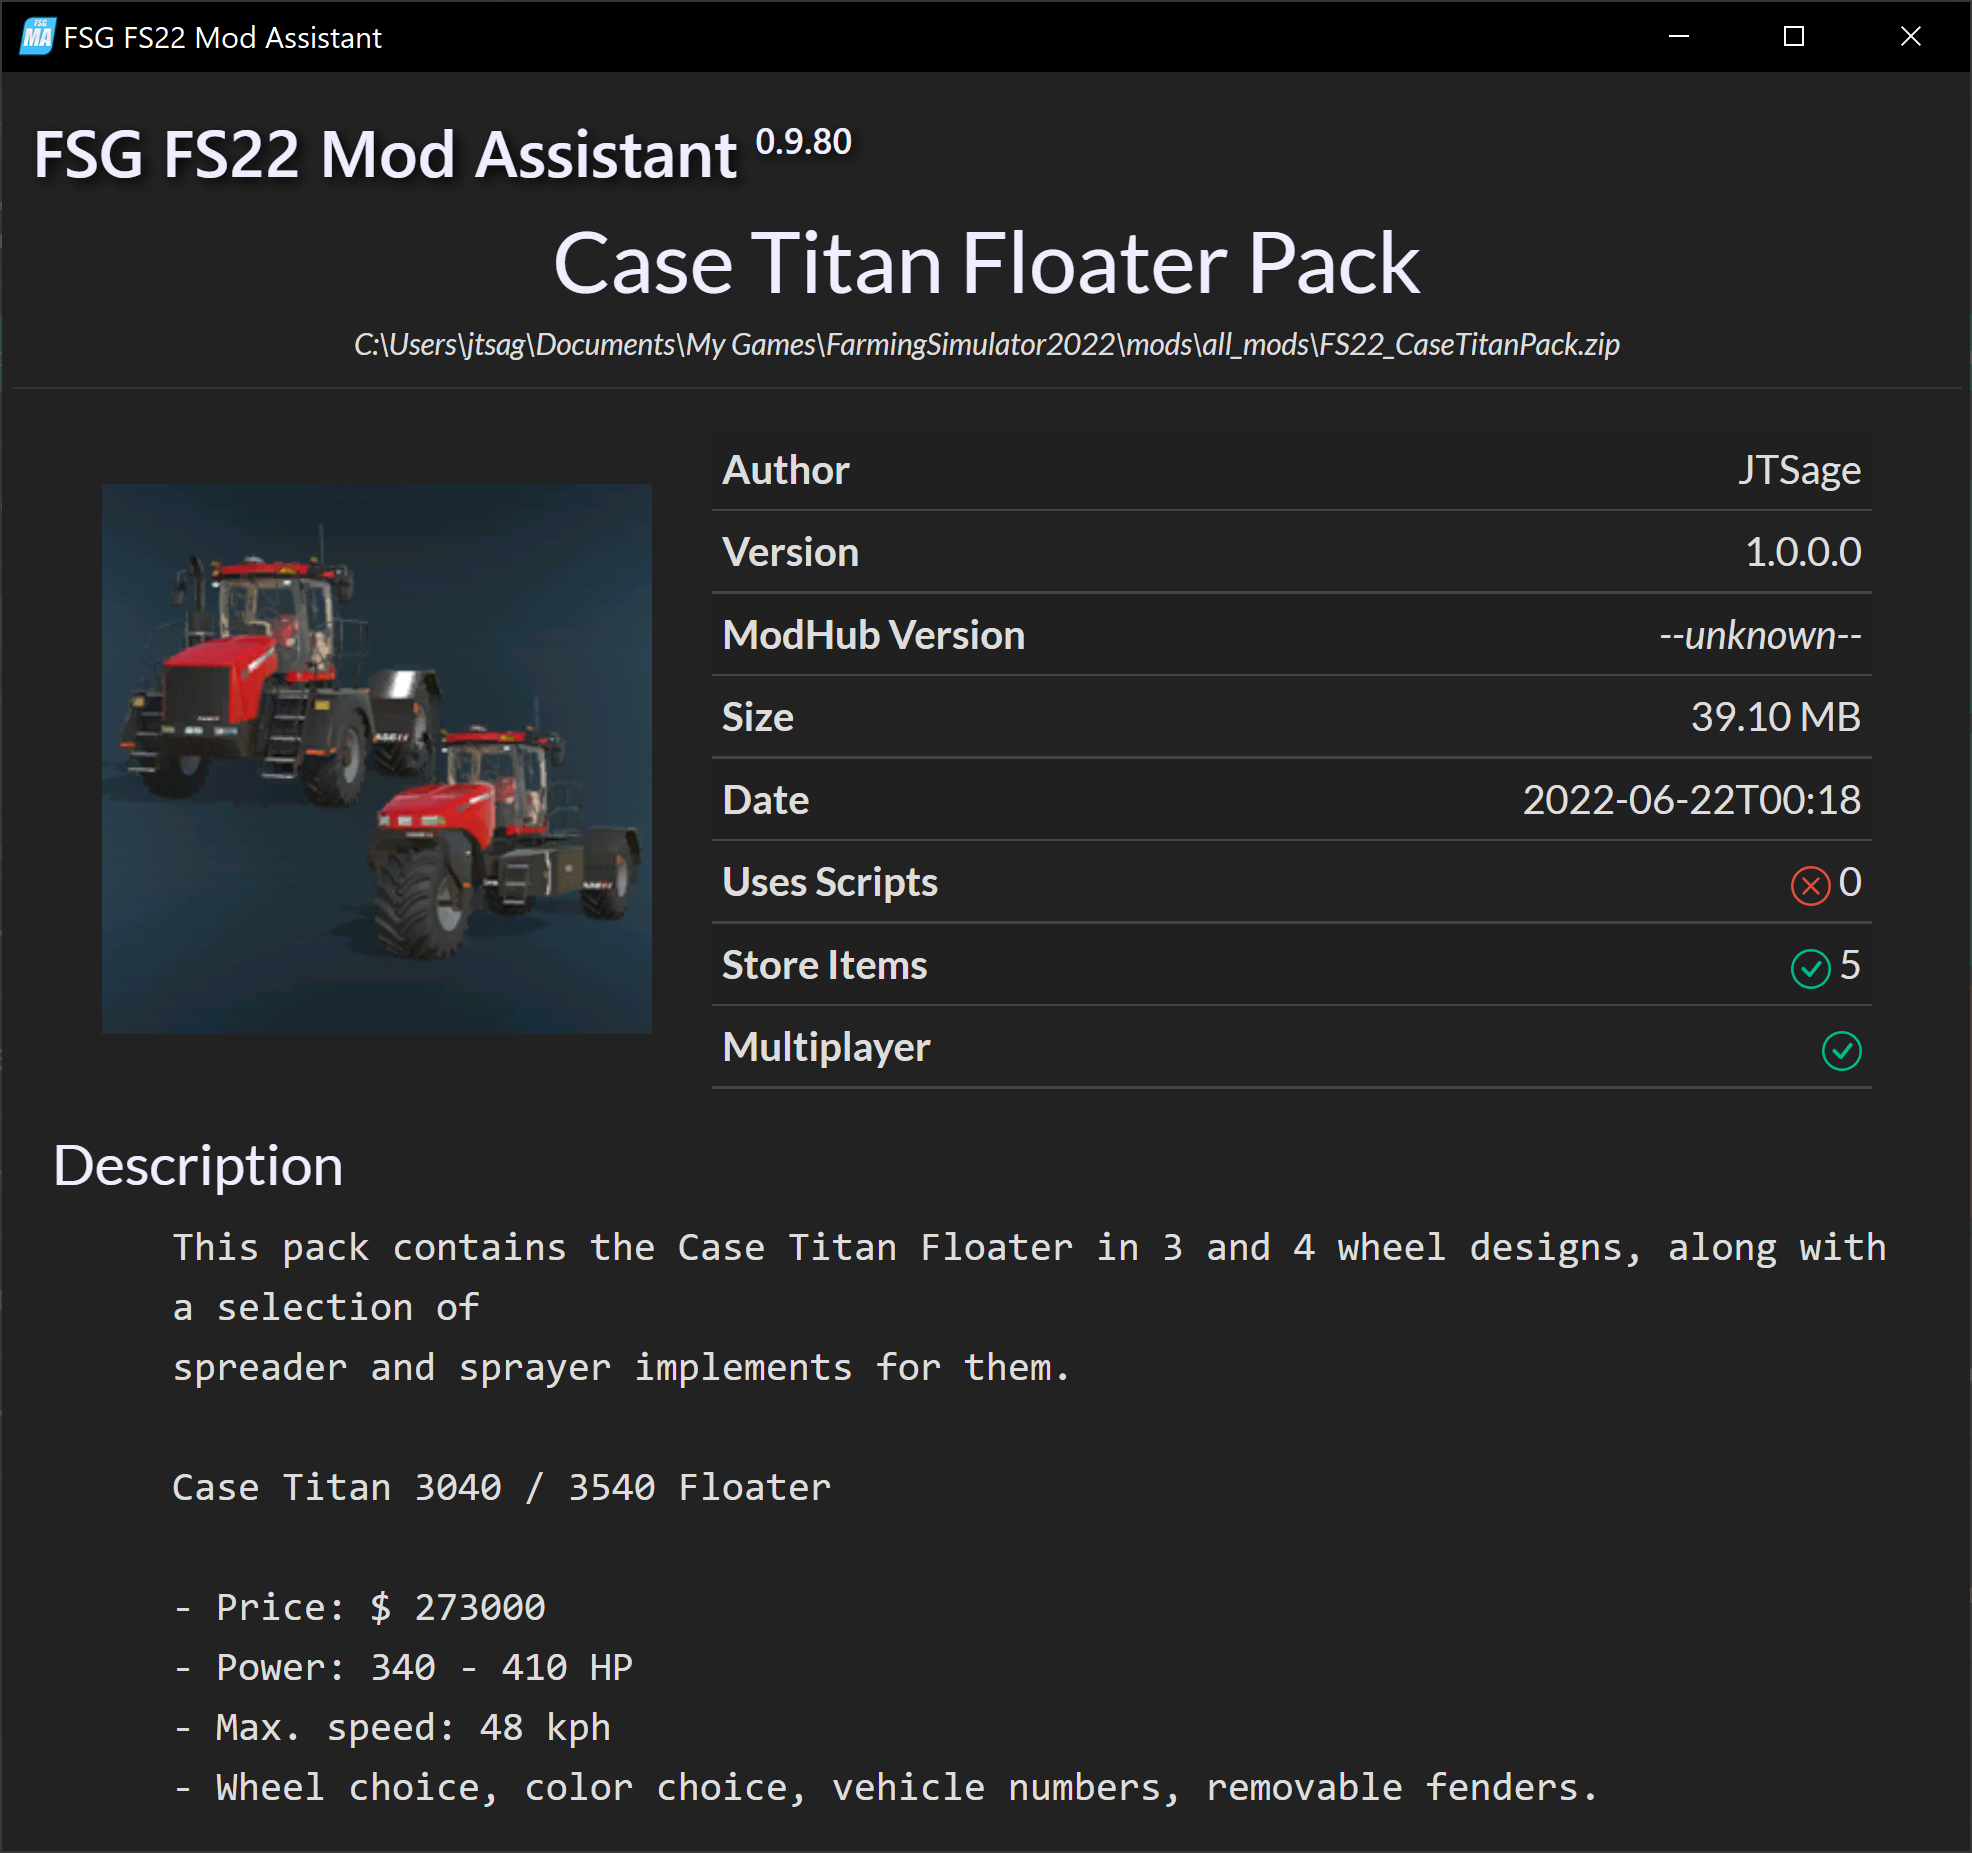 FSG MA FSG FS22 Mod Assistant
FSG FS22 Mod Assistant 0.9.80
Case Titan Floater Pack
C:\Users\jtsag\Documents\My Games\FarmingSimulator2022\mods\all_mods\FS22_CaseTitanPack.zip
Author JTSage
Version 1.0.0.0
ModHub Version --unknown--
Size 39.10 MB
Date 2022-06-22T00:18
Uses Scripts 0
Store Items 5
Multiplayer
Description
This pack contains the Case Titan Floater in 3 and 4 wheel designs, along with
a selection of
spreader and sprayer implements for them.
Case Titan 3040 / 3540 Floater
- Price: $ 273000
- Power: 340 - 410 HP
- Max. speed: 48 kph
- Wheel choice, color choice, vehicle numbers, removable fenders.